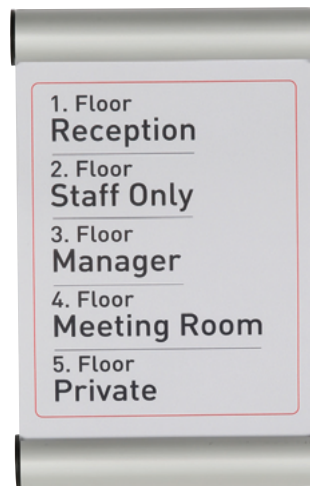 1. Floor
Reception
2. Floor
Staff Only
3. Floor
Manager
4. Floor
Meeting Room
5. Floor
Private